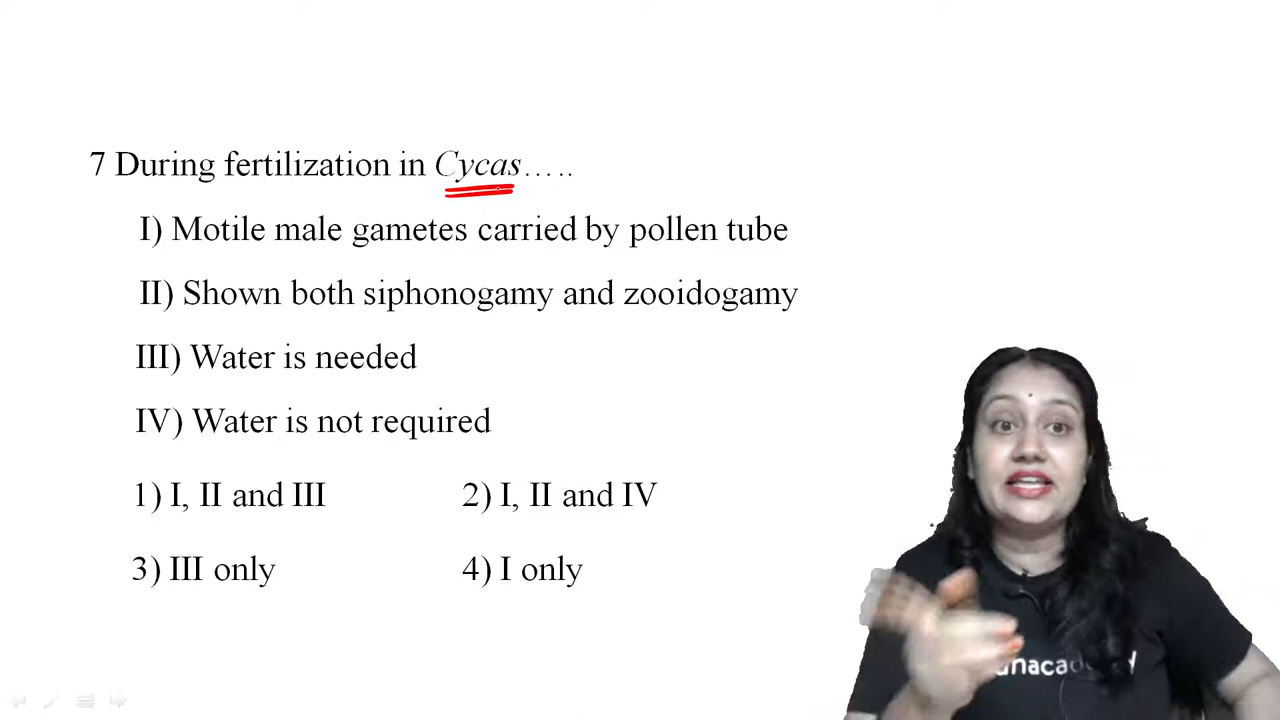 7 During fertilization in Cycas…..
I) Motile male gametes carried by pollen tube
II) Shown both siphonogamy and zooidogamy
III) Water is needed
IV) Water is not required
1) I, II and III 2) I, II and IV
3) III only 4) I only